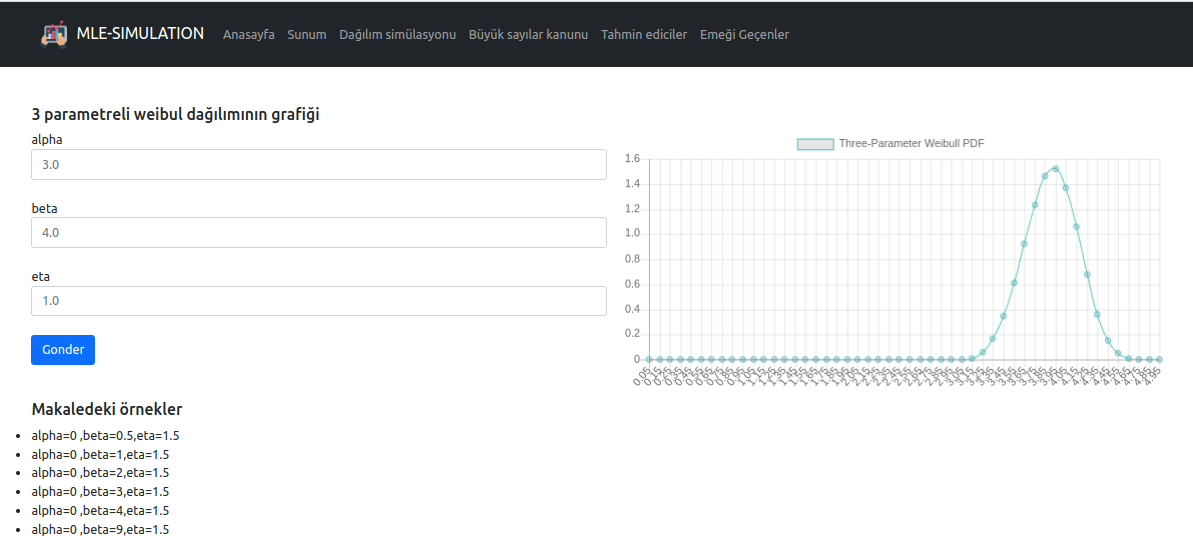 MLE-SIMULATION Anasayfa Sunum Dağılım simülasyonu Büyük sayılar kanunu Tahmin ediciler Emeği Geçenler
3 parametreli weibul dağılımının grafiği
alpha
3.0
beta
4.0
eta
1.0
Gonder
Three-Parameter Weibull PDF
1.6
1.4
1.2
1.0
0.8
0.6
0.4
0.2
0
0.05 0.15 0.25 0.35 0.45 0.55 0.65 0.75 0.85 0.95 1.05 1.15 1.25 1.35 1.45 1.55 1.65 1.75 1.85 1.95 2.05 2.15 2.25 2.35 2.45 2.55 2.65 2.75 2.85 2.95 3.05 3.15 3.25 3.35 3.45 3.55 3.65 3.75 3.85 3.95 4.05 4.15 4.25 4.35 4.45 4.55 4.65 4.75 4.85 4.95
Makaledeki örnekler
alpha=0 ,beta=0.5,eta=1.5
alpha=0 ,beta=1,eta=1.5
alpha=0 ,beta=2,eta=1.5
alpha=0 ,beta=3,eta=1.5
alpha=0 ,beta=4,eta=1.5
alpha=0 ,beta=9,eta=1.5